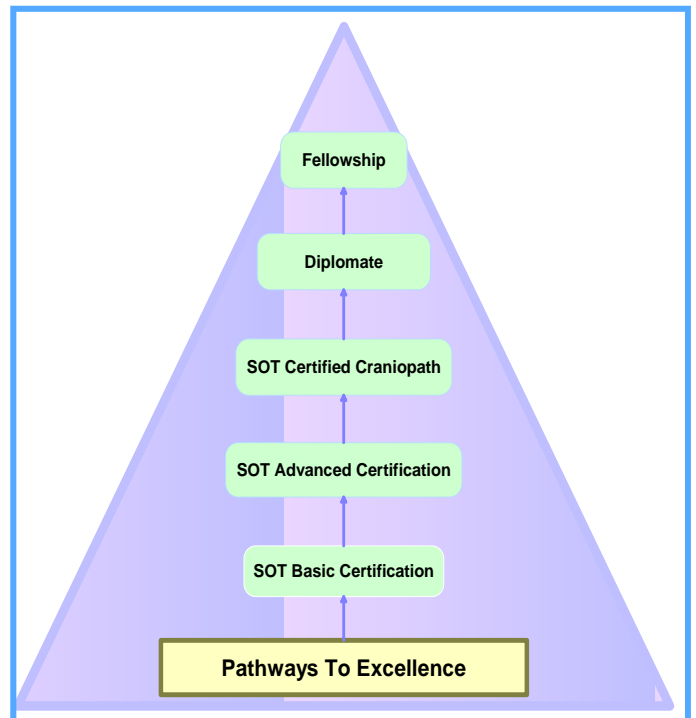 Fellowship
Diplomate
SOT Certified Craniopath
SOT Advanced Certification
SOT Basic Certification
Pathways To Excellence